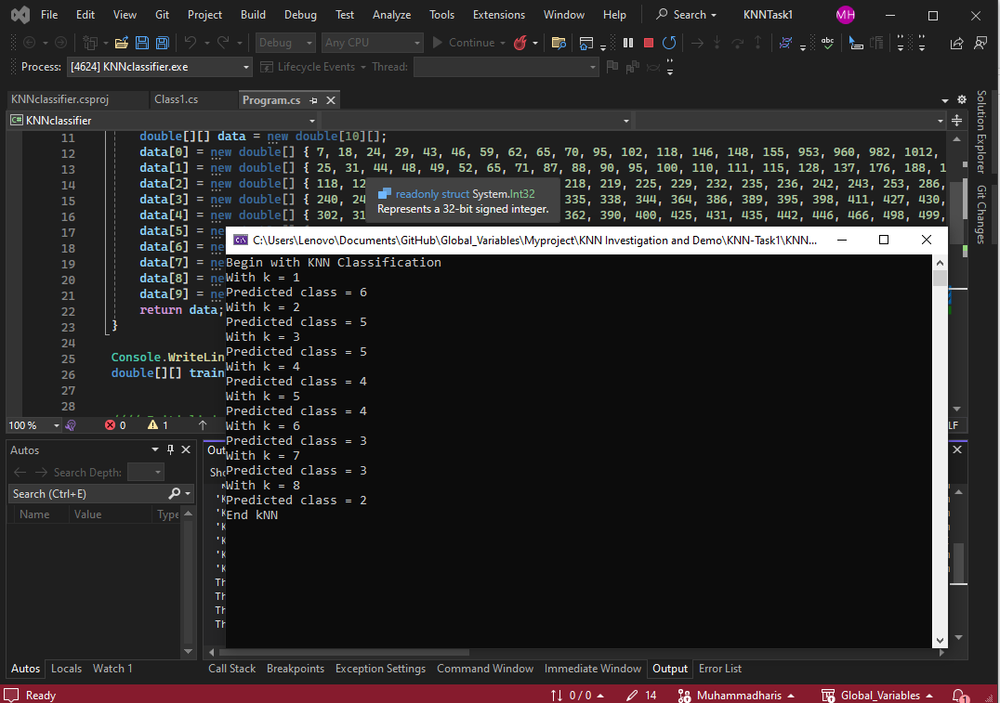 File Edit View Git Project Build Debug Test Analyze Tools Extensions Window Help Search KNNTask1 MH
Debug Any CPU Continue
Process: [4624] KNNclassifier.exe Lifecycle Events Thread:
KNNclassifier.csproj Class1.cs Program.cs
C# KNNclassifier
11 double[][] data = new double[10][];
12 data[0] = new double[] { 7, 18, 24, 29, 43, 46, 59, 62, 65, 70, 95, 102, 118, 146, 148, 155, 953, 960, 982, 1012,
13 data[1] = new double[] { 25, 31, 44, 48, 49, 52, 65, 71, 87, 88, 90, 95, 100, 110, 111, 115, 128, 137, 176, 188, 1
14 data[2] = new double[] { 118, 12 218, 219, 225, 229, 232, 235, 236, 242, 243, 253, 286,
15 data[3] = new double[] { 240, 24 335, 338, 344, 364, 386, 389, 395, 398, 411, 427, 430,
16 data[4] = new double[] { 302, 31 362, 390, 400, 425, 431, 435, 442, 446, 466, 498, 499,
readonly struct System.Int32
Represents a 32-bit signed integer.
17 data[5] = ne
18 data[6] = ne
19 data[7] = ne
20 data[8] = ne
21 data[9] = ne
22 return data;
23 }
24
25 Console.WriteLin
26 double[][] train
27
28
C:\Users\Lenovo\Documents\GitHub\Global_Variables\Myproject\KNN Investigation and Demo\KNN-Task1\KNN...
Begin with KNN Classification
With k = 1
Predicted class = 6
With k = 2
Predicted class = 5
With k = 3
Predicted class = 5
With k = 4
Predicted class = 4
With k = 5
Predicted class = 4
With k = 6
Predicted class = 3
With k = 7
Predicted class = 3
With k = 8
Predicted class = 2
End kNN
100 % 0 1 LF
Autos
Search Depth:
Search (Ctrl+E)
Name Value Type
Out
Sho
'K
'K
'K
'K
'K
'K
Th
Th
Th
Th
Solution Explorer
Git Changes
Autos Locals Watch 1
Call Stack Breakpoints Exception Settings Command Window Immediate Window Output Error List
Ready 0 / 0 14 Muhammadharis Global_Variables 1